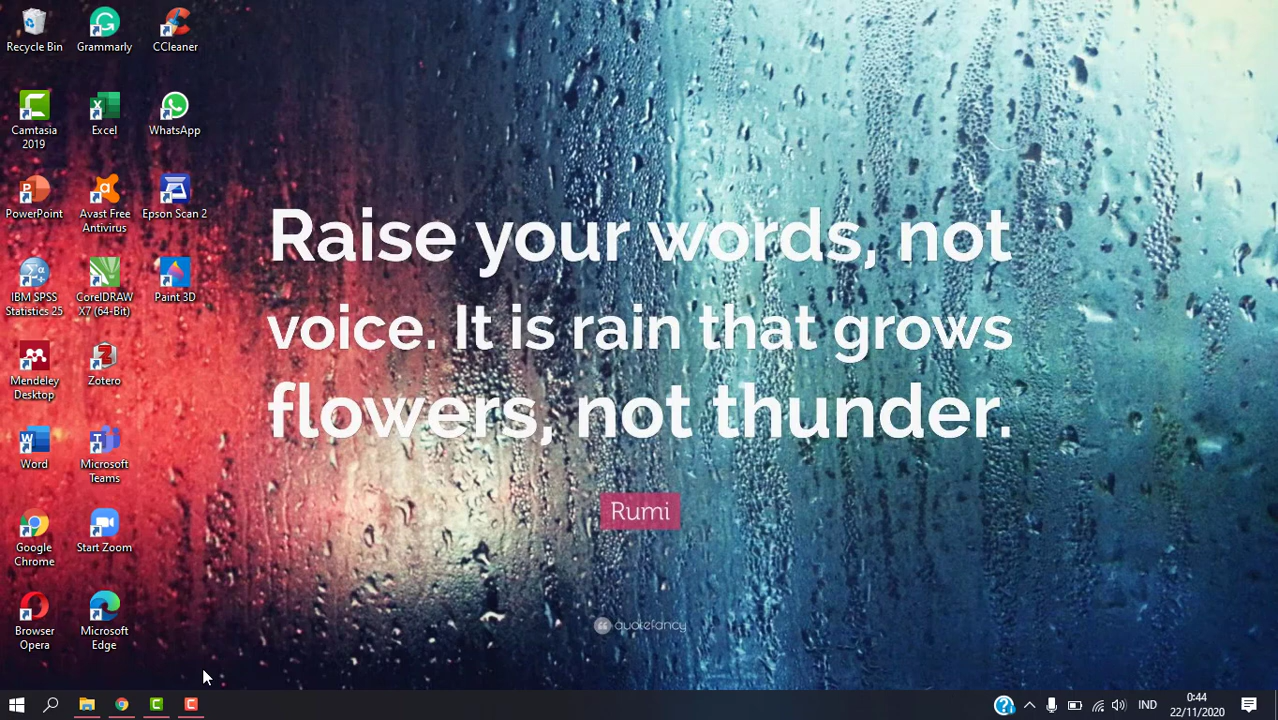 Recycle Bin
Grammarly
CCleaner
Camtasia
2019
Excel
WhatsApp
PowerPoint
Avast Free
Antivirus
Epson Scan 2
IBM SPSS
Statistics 25
CorelDRAW
X7 (64-Bit)
Paint 3D
Mendeley
Desktop
Zotero
Word
Microsoft
Teams
Google
Chrome
Start Zoom
Browser
Opera
Microsoft
Edge
Raise your words, not
voice. It is rain that grows
flowers, not thunder.
Rumi
quotefancy
IND
0:44
22/11/2020